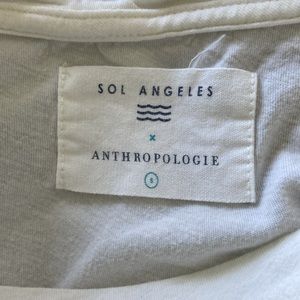 SOL ANGELES
×
ANTHROPOLOGIE
S